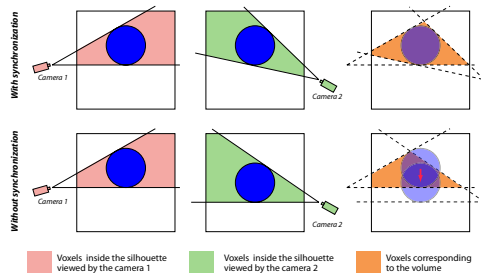 With synchronization
Camera 1
Camera 2
Without synchronization
Camera 1
Camera 2
Voxels inside the silhouette
viewed by the camera 1
Voxels inside the silhouette
viewed by the camera 2
Voxels corresponding
to the volume